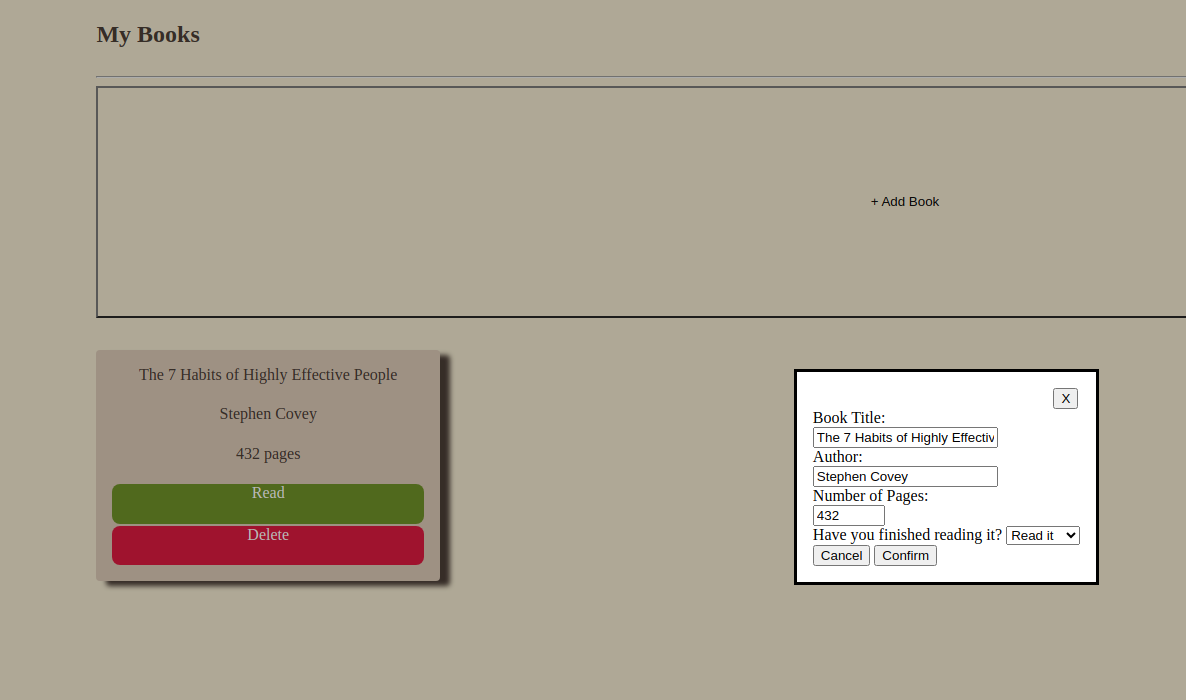 My Books
+ Add Book
The 7 Habits of Highly Effective People
Stephen Covey
432 pages
Read
Delete
X
Book Title:
The 7 Habits of Highly Effectiv
Author:
Stephen Covey
Number of Pages:
432
Have you finished reading it? Read it
Cancel Confirm